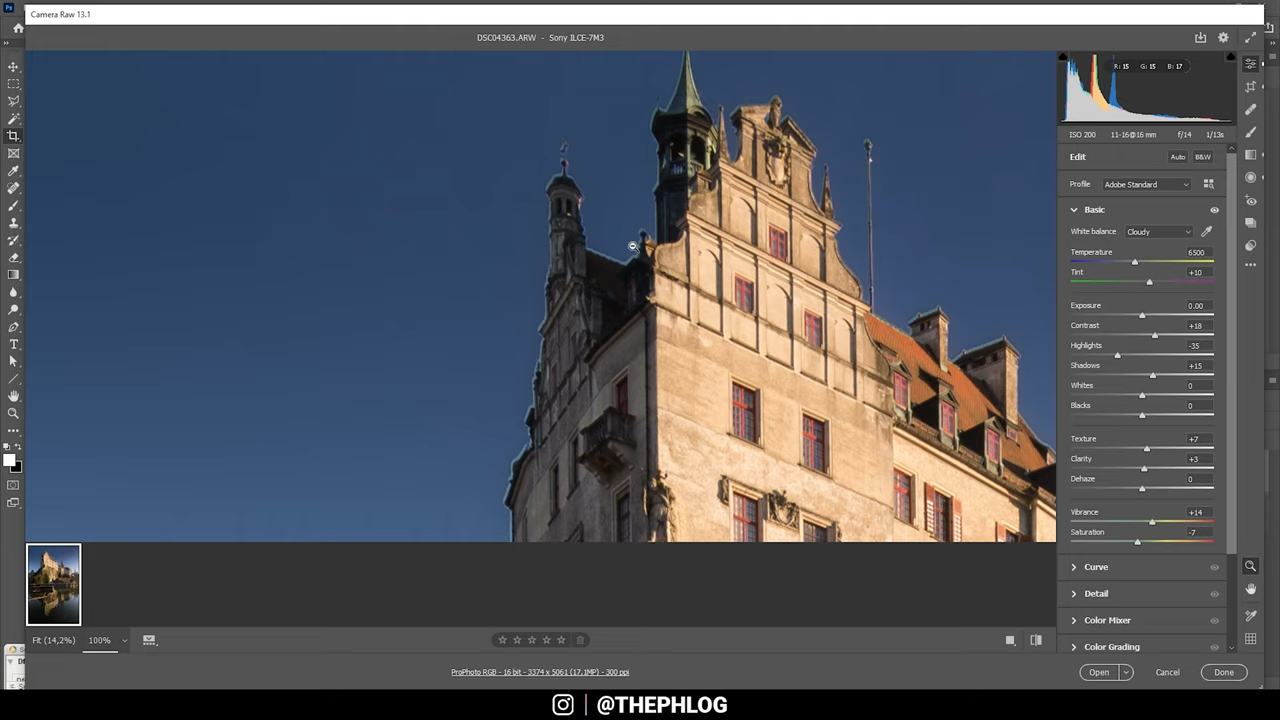 Camera Raw 13.1
DSC04363.ARW - Sony ILCE-7M3
R: 15 G: 15 B: 17
ISO 200 11-16@16 mm f/14 1/13s
Edit Auto B&W
Profile Adobe Standard
Basic
White balance Cloudy
Temperature 6500
Tint +10
Exposure 0.00
Contrast +18
Highlights -35
Shadows +15
Whites 0
Blacks 0
Texture +7
Clarity +3
Dehaze 0
Vibrance +14
Saturation -7
Curve
Detail
Color Mixer
Color Grading
Fit (14,2%) 100%
ProPhoto RGB - 16 bit - 3374 x 5061 (17.1MP) - 300 ppi
Open Cancel Done
@THEPHLOG